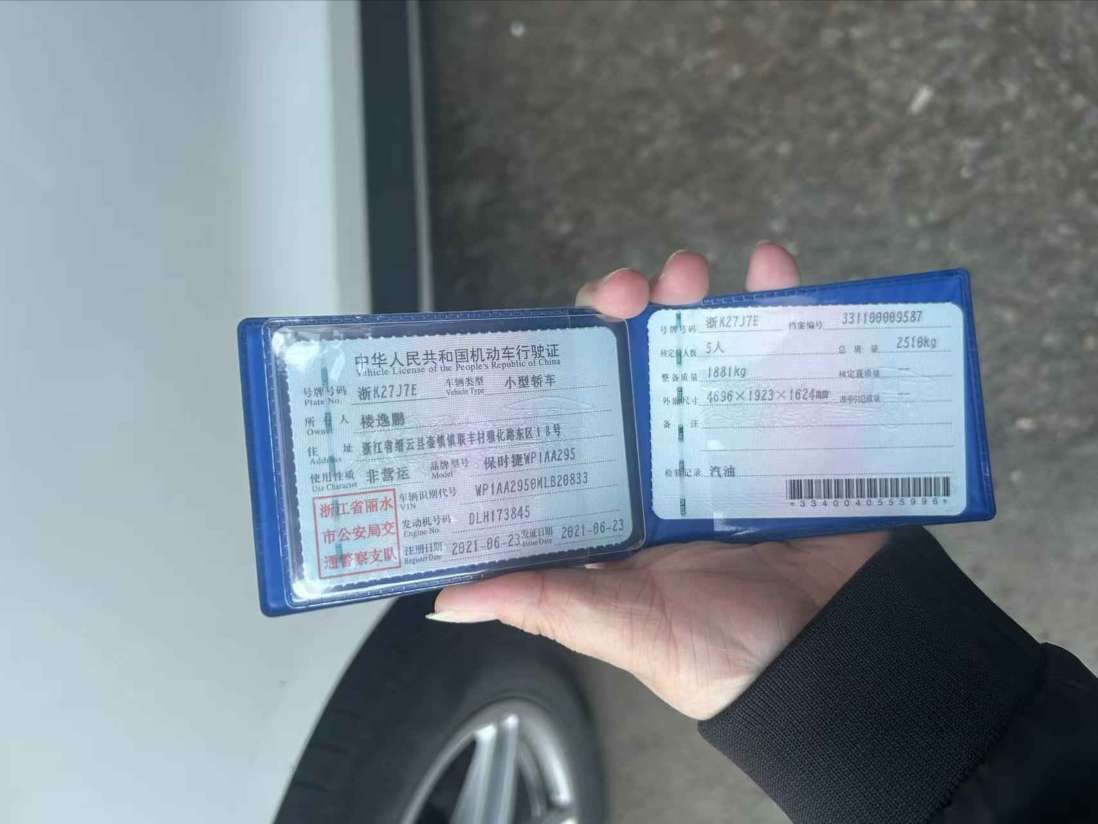 中华人民共和国机动车行驶证
Vehicle License of the People's Republic of China
号牌号码 浙K27J7E 车辆类型 小型轿车
Plate No. Vehicle Type
所有人 楼逸鹏
Owner
住址 浙江省缙云县壶镇镇联丰村雅化路东区18号
Address
使用性质 非营运 品牌型号 保时捷WP1AA295
Use Character Model
浙江省丽水
市公安局交
通警察支队
车辆识别代号 WP1AA2950MLB20833
VIN
发动机号码 DLH173845
Engine No.
注册日期 2021-06-23 发证日期 2021-06-23
Register Date Issue Date
号牌号码 浙K27J7E 档案编号 331100009587
核定载人数 5人 总质量 2510kg
整备质量 1881kg 核定载质量 --
外廓尺寸 4696×1923×1624mm 准牵引总质量 --
备注
检验记录 汽油
*3340040555996*